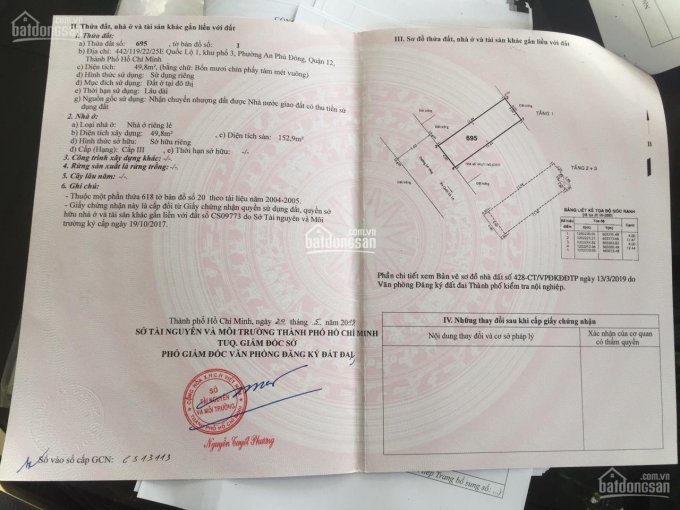 II. Thửa đất, nhà ở và tài sản khác gắn liền với đất
1. Thửa đất:
a) Thửa đất số: 695 , tờ bản đồ số: 1
b) Địa chỉ: 442/119/22/25E Quốc Lộ 1, khu phố 3, Phường An Phú Đông, Quận 12,
Thành Phố Hồ Chí Minh
c) Diện tích: 49,8m², (bằng chữ: Bốn mươi chín phẩy tám mét vuông)
d) Hình thức sử dụng: Sử dụng riêng
đ) Mục đích sử dụng: Đất ở tại đô thị
e) Thời hạn sử dụng: Lâu dài
g) Nguồn gốc sử dụng: Nhận chuyển nhượng đất được Nhà nước giao đất có thu tiền sử
dụng đất
2. Nhà ở:
a) Loại nhà ở: Nhà ở riêng lẻ
b) Diện tích xây dựng: 49,8m² , c) Diện tích sàn: 152,9m²
d) Hình thức sở hữu: Sở hữu riêng
đ) Cấp (Hạng): Cấp III , e) Thời hạn sở hữu: -/-
3. Công trình xây dựng khác: -/-
4. Rừng sản xuất là rừng trồng: -/-
5. Cây lâu năm: -/-
6. Ghi chú:
- Thuộc một phần thửa 618 tờ bản đồ số 20 theo tài liệu năm 2004-2005.
- Giấy chứng nhận này cấp đổi từ Giấy chứng nhận quyền sử dụng đất, quyền sở
hữu nhà ở và tài sản khác gắn liền với đất số CS09773 do Sở Tài nguyên và Môi
trường ký cấp ngày 19/10/2017.
Thành phố Hồ Chí Minh, ngày 29 tháng 5 năm 2019
SỞ TÀI NGUYÊN VÀ MÔI TRƯỜNG THÀNH PHỐ HỒ CHÍ MINH
TUQ. GIÁM ĐỐC SỞ
PHÓ GIÁM ĐỐC VĂN PHÒNG ĐĂNG KÝ ĐẤT ĐAI
SỞ
TÀI NGUYÊN
VÀ MÔI TRƯỜNG
Nguyễn Tuyết Phương
Số vào sổ cấp GCN: CS13113
III. Sơ đồ thửa đất, nhà ở và tài sản khác gắn liền với đất
TẦNG 1
695
TẦNG 2 + 3
B
BẢNG LIỆT KÊ TỌA ĐỘ GÓC RANH
Phần chi tiết xem Bản vẽ sơ đồ nhà đất số 428-CT/VPĐKĐĐTP ngày 13/3/2019 do
Văn phòng Đăng ký đất đai Thành phố kiểm tra nội nghiệp.
IV. Những thay đổi sau khi cấp giấy chứng nhận
Nội dung thay đổi và cơ sở pháp lý
Xác nhận của cơ quan
có thẩm quyền
Trang bổ sung số:
batdongsan
.com.vn
batdongsan
.com.vn
batdongsan
.com.vn